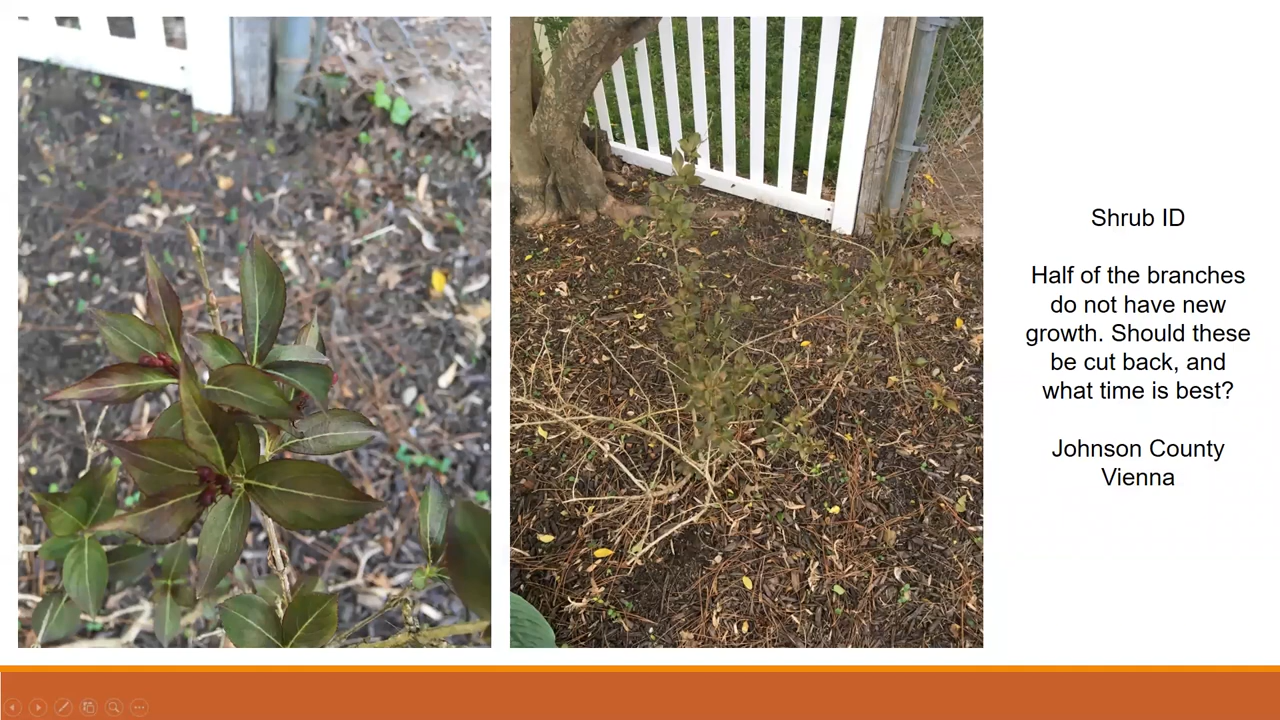 Shrub ID
Half of the branches
do not have new
growth. Should these
be cut back, and
what time is best?
Johnson County
Vienna